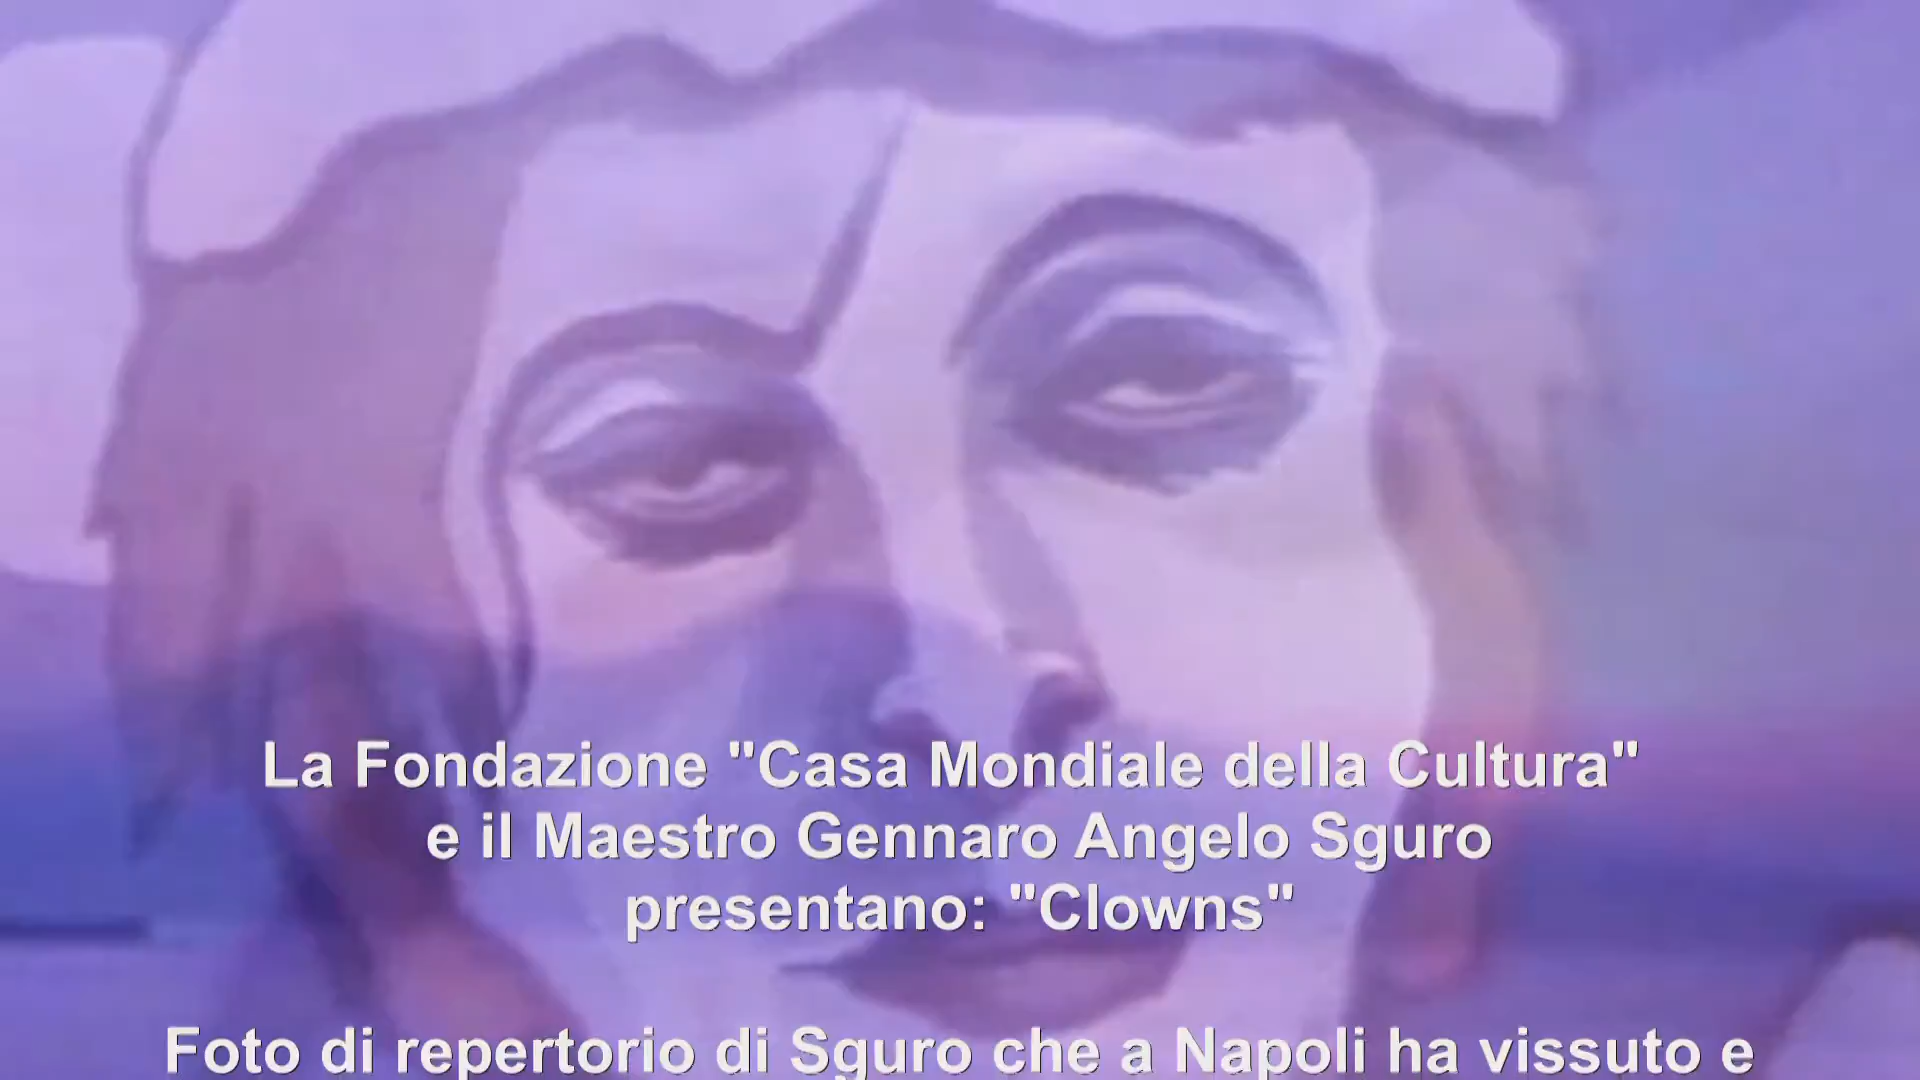 La Fondazione "Casa Mondiale della Cultura"
e il Maestro Gennaro Angelo Sguro
presentano: "Clowns"
Foto di repertorio di Sguro che a Napoli ha vissuto e